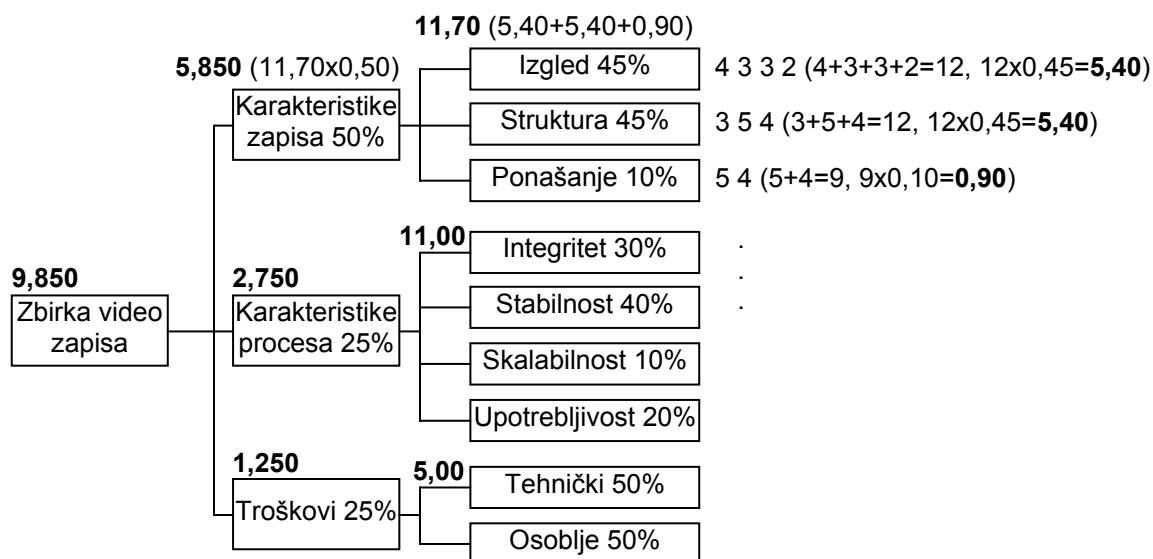 11,70 (5,40+5,40+0,90)
5,850 (11,70x0,50)
Izgled 45%
4 3 3 2 (4+3+3+2=12, 12x0,45=5,40)
Karakteristike
zapisa 50%
Struktura 45%
3 5 4 (3+5+4=12, 12x0,45=5,40)
Ponašanje 10%
5 4 (5+4=9, 9x0,10=0,90)
11,00
Integritet 30%
.
9,850
2,750
.
Zbirka video
zapisa
Karakteristike
procesa 25%
Stabilnost 40%
.
Skalabilnost 10%
Upotrebljivost 20%
1,250
5,00
Troškovi 25%
Tehnički 50%
Osoblje 50%